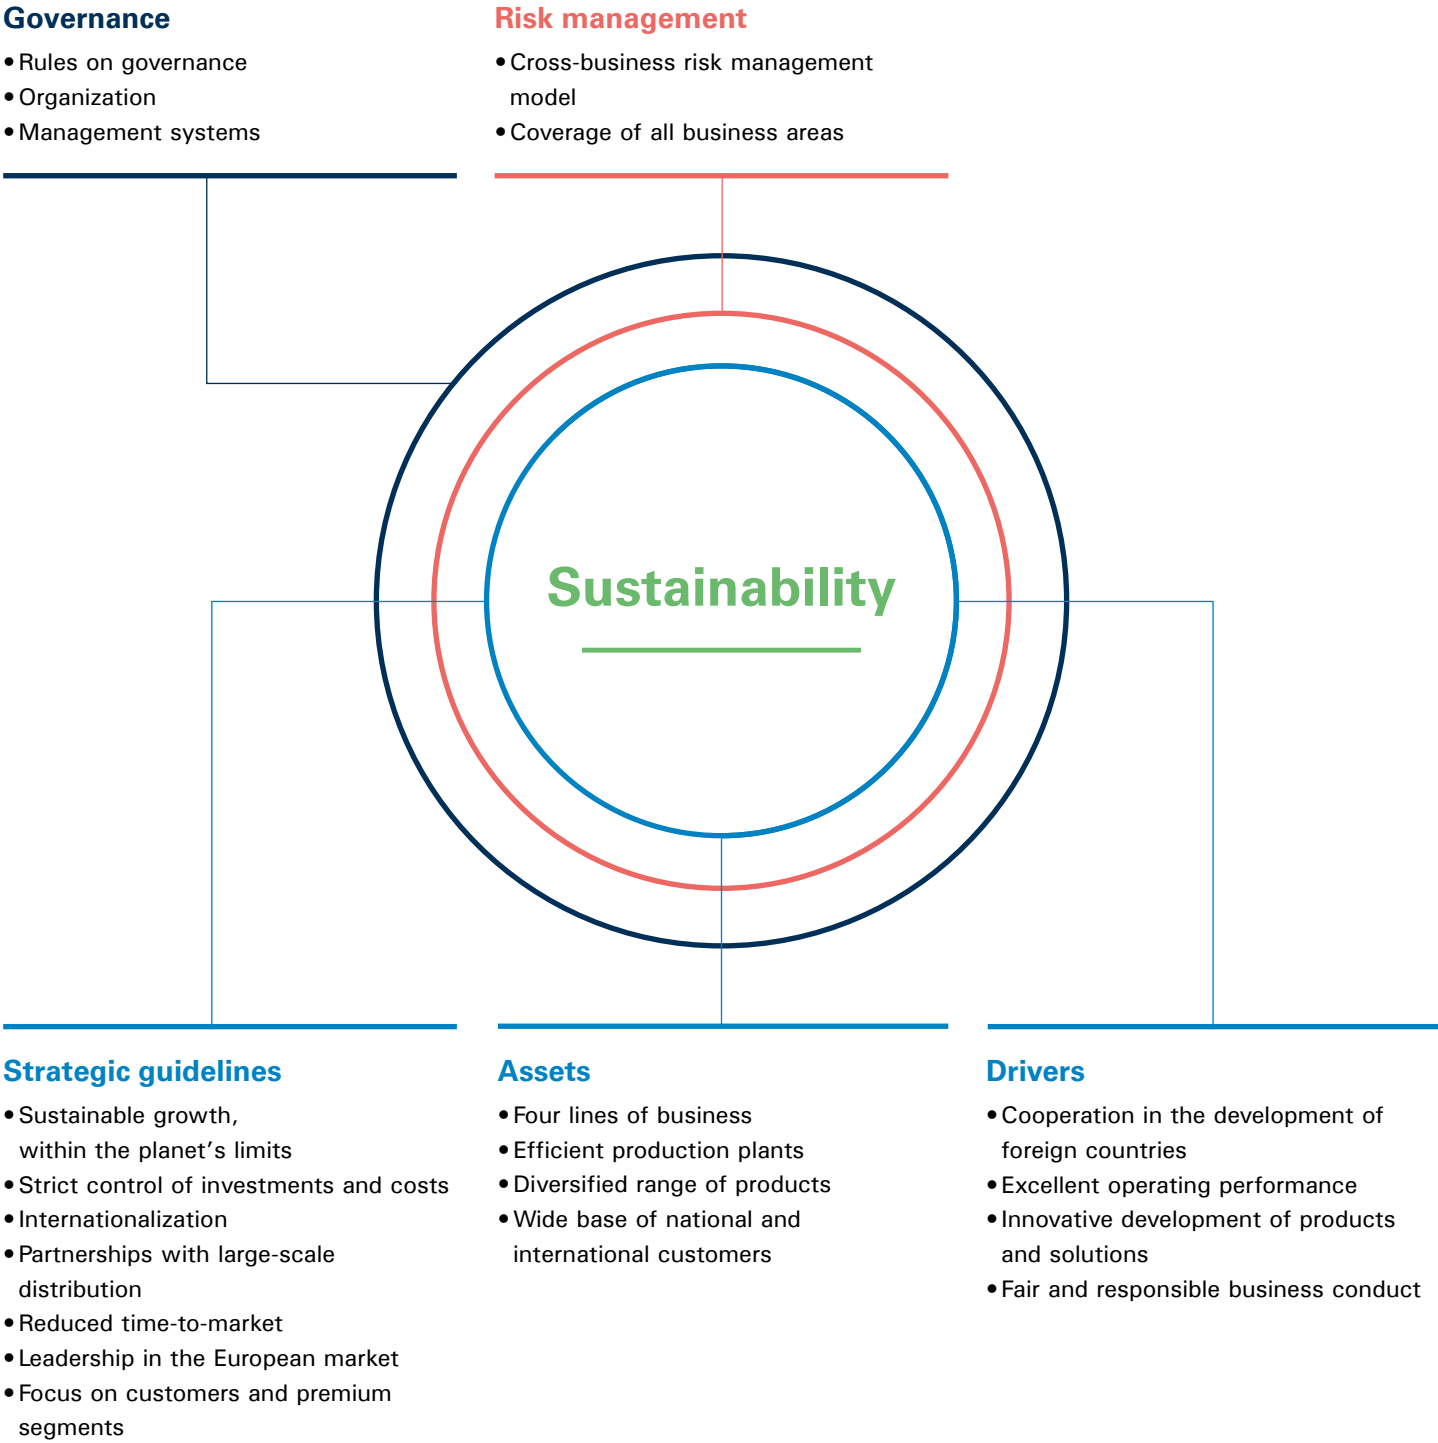 Governance
• Rules on governance
• Organization
• Management systems
Risk management
• Cross-business risk management
model
• Coverage of all business areas
Sustainability
Strategic guidelines
• Sustainable growth,
within the planet's limits
• Strict control of investments and costs
• Internationalization
• Partnerships with large-scale
distribution
• Reduced time-to-market
• Leadership in the European market
• Focus on customers and premium
segments
Assets
• Four lines of business
• Efficient production plants
• Diversified range of products
• Wide base of national and
international customers
Drivers
• Cooperation in the development of
foreign countries
• Excellent operating performance
• Innovative development of products
and solutions
• Fair and responsible business conduct